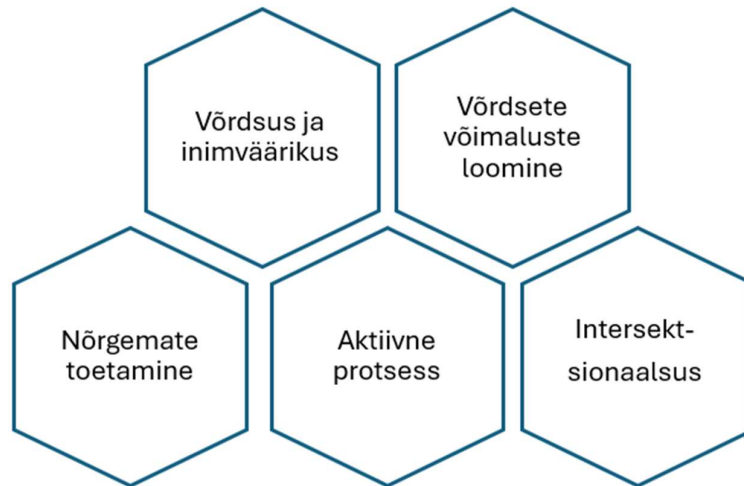 Võrdsus ja
inimväärikus
Võrdsete
võimaluste
loomine
Nõrgemate
toetamine
Aktiivne
protsess
Intersekt-
sionaalsus